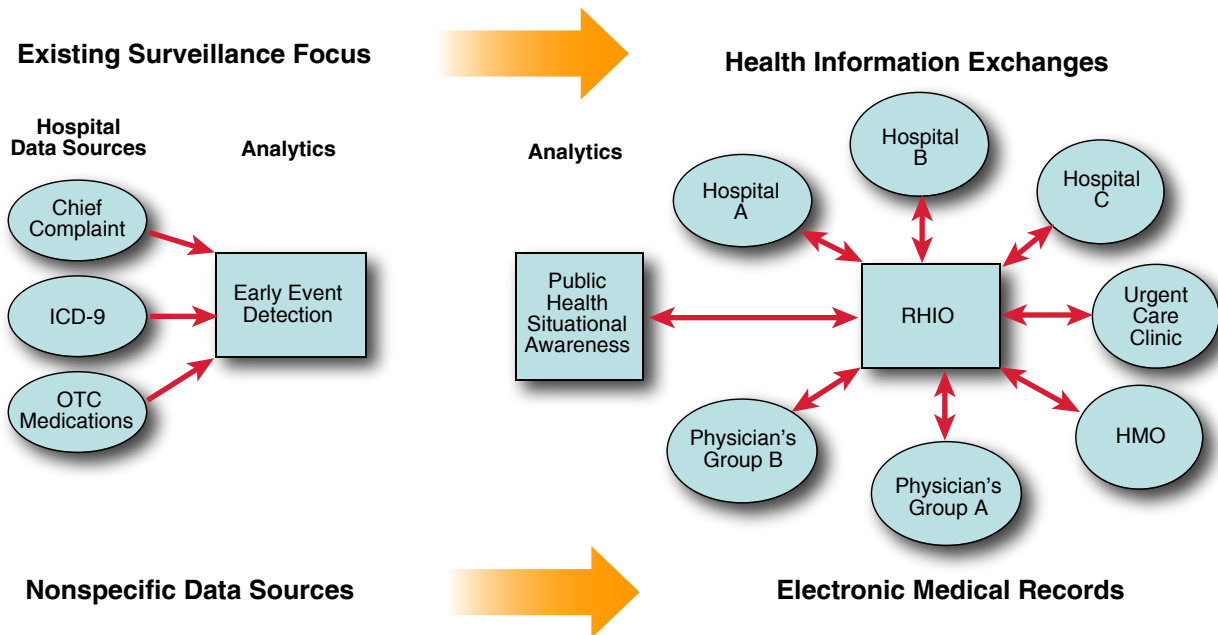 Existing Surveillance Focus
Health Information Exchanges
Hospital
Data Sources
Analytics
Chief
Complaint
ICD-9
OTC
Medications
Early Event
Detection
Analytics
Public
Health
Situational
Awareness
Hospital
A
Hospital
B
Hospital
C
RHIO
Urgent
Care
Clinic
HMO
Physician's
Group A
Physician's
Group B
Nonspecific Data Sources
Electronic Medical Records